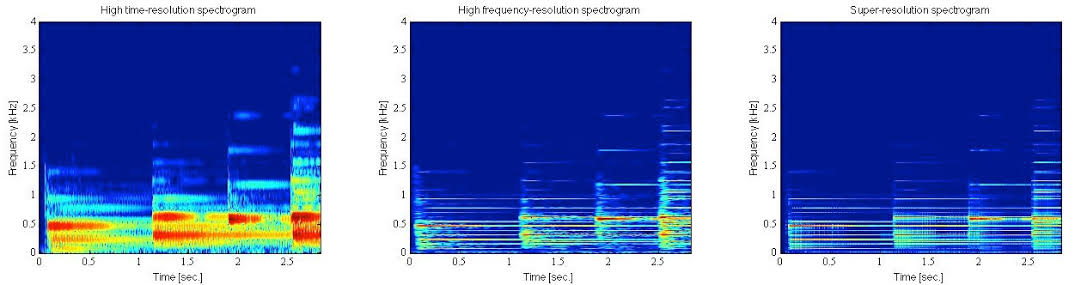 High time-resolution spectrogram
4
3.5
3
2.5
2
1.5
1
0.5
0
Frequency [kHz]
0 0.5 1 1.5 2 2.5
Time [sec.]
High frequency-resolution spectrogram
4
3.5
3
2.5
2
1.5
1
0.5
0
Frequency [kHz]
0 0.5 1 1.5 2 2.5
Time [sec.]
Super-resolution spectrogram
4
3.5
3
2.5
2
1.5
1
0.5
0
Frequency [kHz]
0 0.5 1 1.5 2 2.5
Time [sec.]